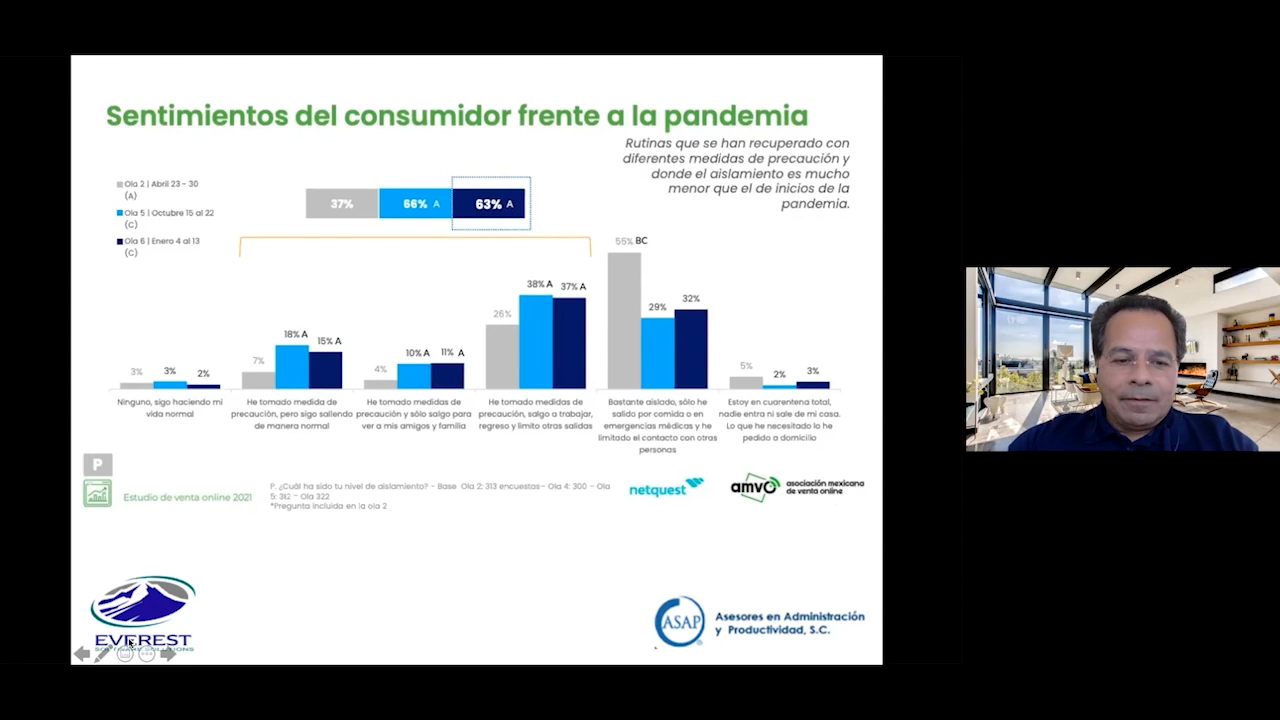 Sentimientos del consumidor frente a la pandemia
Rutinas que se han recuperado con
diferentes medidas de precaución y
donde el aislamiento es mucho
menor que el de inicios de la
pandemia.
Ola 2 | Abril 23 - 30
(A)
Ola 5 | Octubre 15 al 22
(C)
Ola 6 | Enero 4 al 13
(C)
37% 66% A 63% A
3% 3% 2%
7% 18% A 15% A
4% 10% A 11% A
26% 38% A 37% A
55% BC 29% 32%
5% 2% 3%
Ninguno, sigo haciendo mi
vida normal
He tomado medida de
precaución, pero sigo saliendo
de manera normal
He tomado medidas de
precaución y sólo salgo para
ver a mis amigos y familia
He tomado medidas de
precaución, salgo a trabajar,
regreso y limito otras salidas
Bastante aislado, sólo he
salido por comida o en
emergencias médicas y he
limitado el contacto con otras
personas
Estoy en cuarentena total,
nadie entra ni sale de mi casa.
Lo que he necesitado lo he
pedido a domicilio
P
Estudio de venta online 2021
P. ¿Cuál ha sido tu nivel de aislamiento? - Base Ola 2: 313 encuestas- Ola 4: 300 - Ola
5: 312 - Ola 322
*Pregunta incluida en la ola 2
netquest
amvo
asociación mexicana
de venta online
EVEREST
SOFTWARE SOLUTIONS
ASAP
Asesores en Administración
y Productividad, S.C.